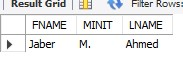 Result Grid Filter Rows:
FNAME MINIT LNAME
Jaber M. Ahmed